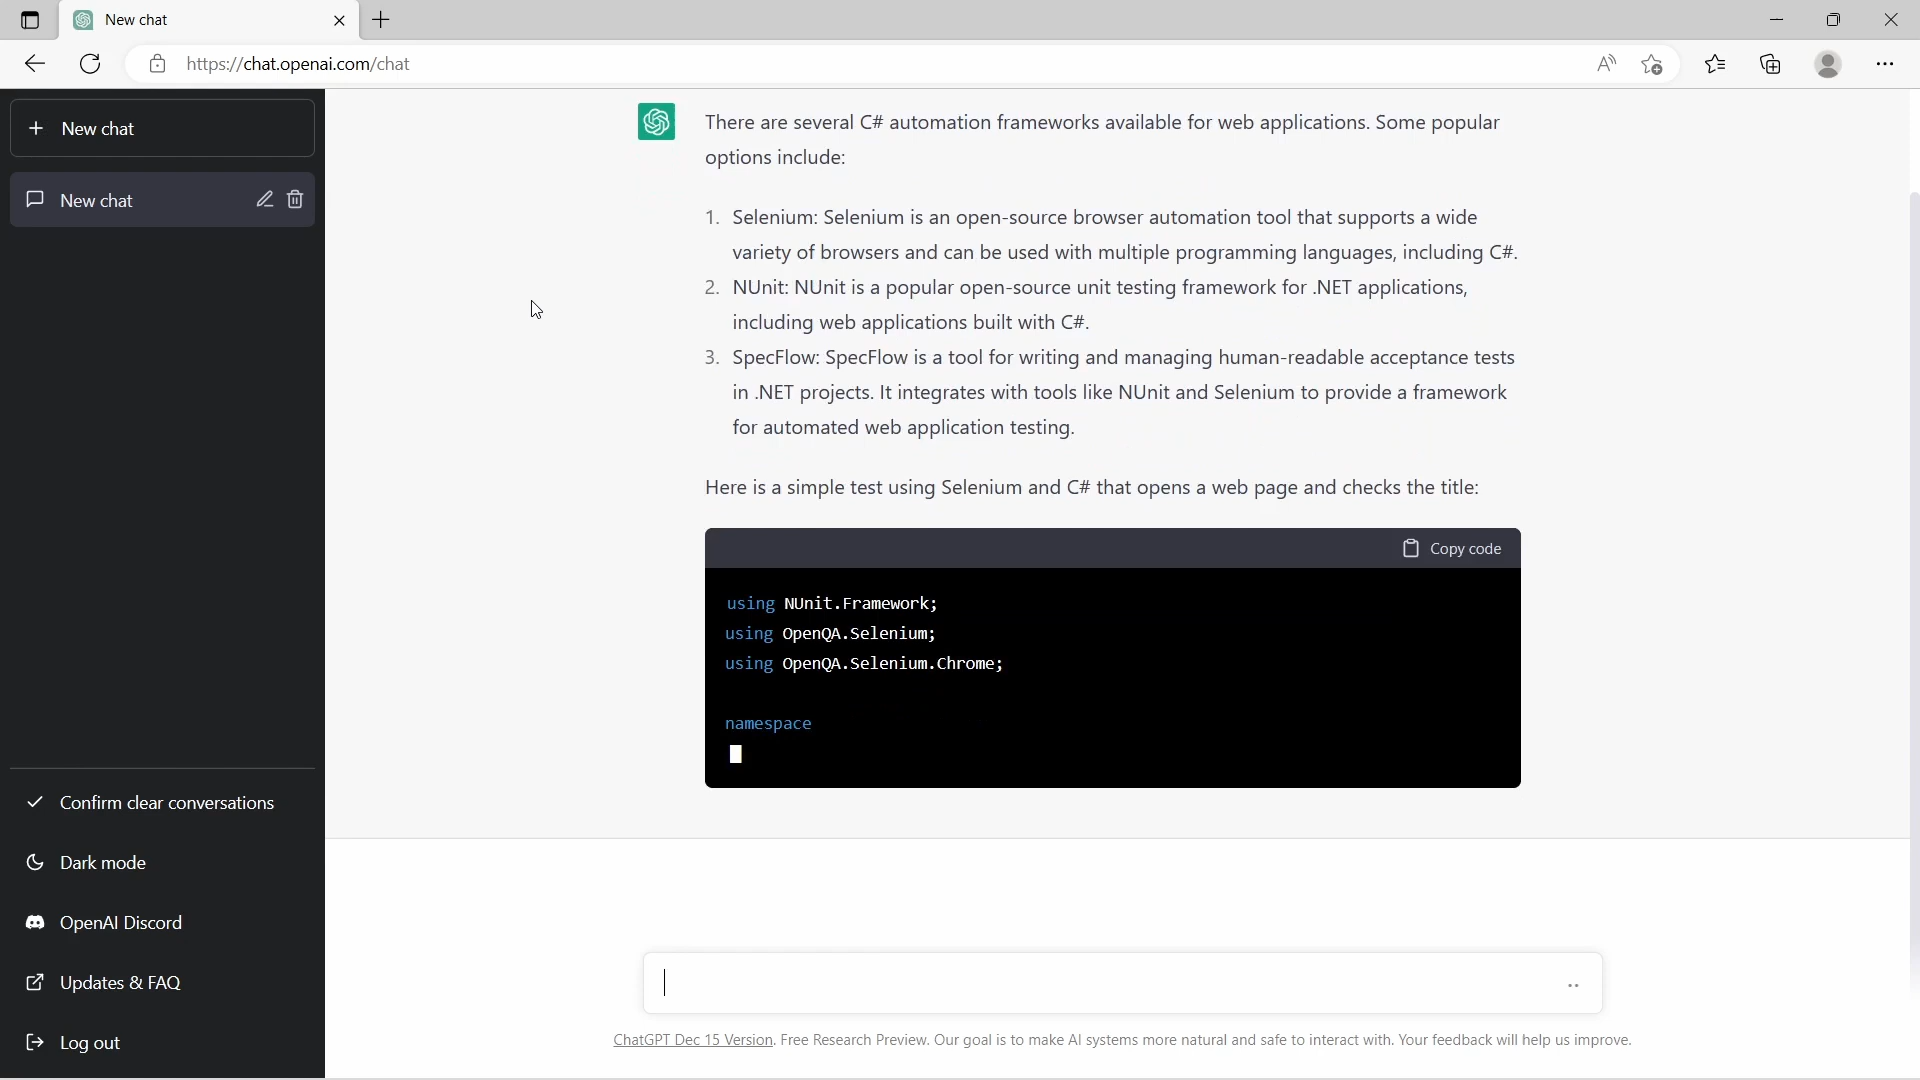 New chat
https://chat.openai.com/chat
New chat
New chat
Confirm clear conversations
Dark mode
OpenAI Discord
Updates & FAQ
Log out
There are several C# automation frameworks available for web applications. Some popular
options include:
1. Selenium: Selenium is an open-source browser automation tool that supports a wide
variety of browsers and can be used with multiple programming languages, including C#.
2. NUnit: NUnit is a popular open-source unit testing framework for .NET applications,
including web applications built with C#.
3. SpecFlow: SpecFlow is a tool for writing and managing human-readable acceptance tests
in .NET projects. It integrates with tools like NUnit and Selenium to provide a framework
for automated web application testing.
Here is a simple test using Selenium and C# that opens a web page and checks the title:
Copy code
using NUnit.Framework;
using OpenQA.Selenium;
using OpenQA.Selenium.Chrome;
namespace
ChatGPT Dec 15 Version. Free Research Preview. Our goal is to make AI systems more natural and safe to interact with. Your feedback will help us improve.